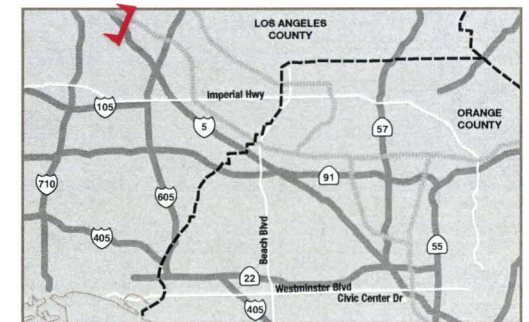 LOS ANGELES
COUNTY
Imperial Hwy
105
5
57
ORANGE
COUNTY
710
605
91
405
Beach Blvd
55
22
Westminster Blvd
Civic Center Dr
405